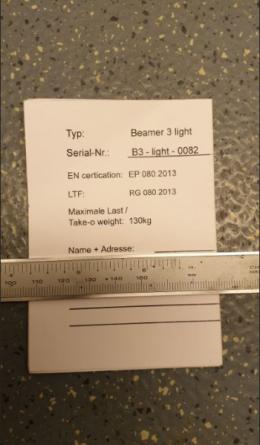 Typ: Beamer 3 light
Serial-Nr.: B3 - light - 0082
EN certication: EP 080 2013
LTF: RG 080 2013
Maximale Last /
Take-o weight: 130kg
Name + Adresse:
100 110 120 130 140 150